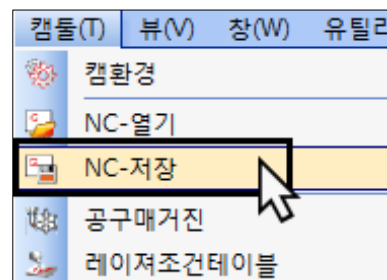 캠툴(T) 뷰(V) 창(W) 유틸리
캠환경
NC-열기
NC-저장
공구매거진
레이져조건테이블